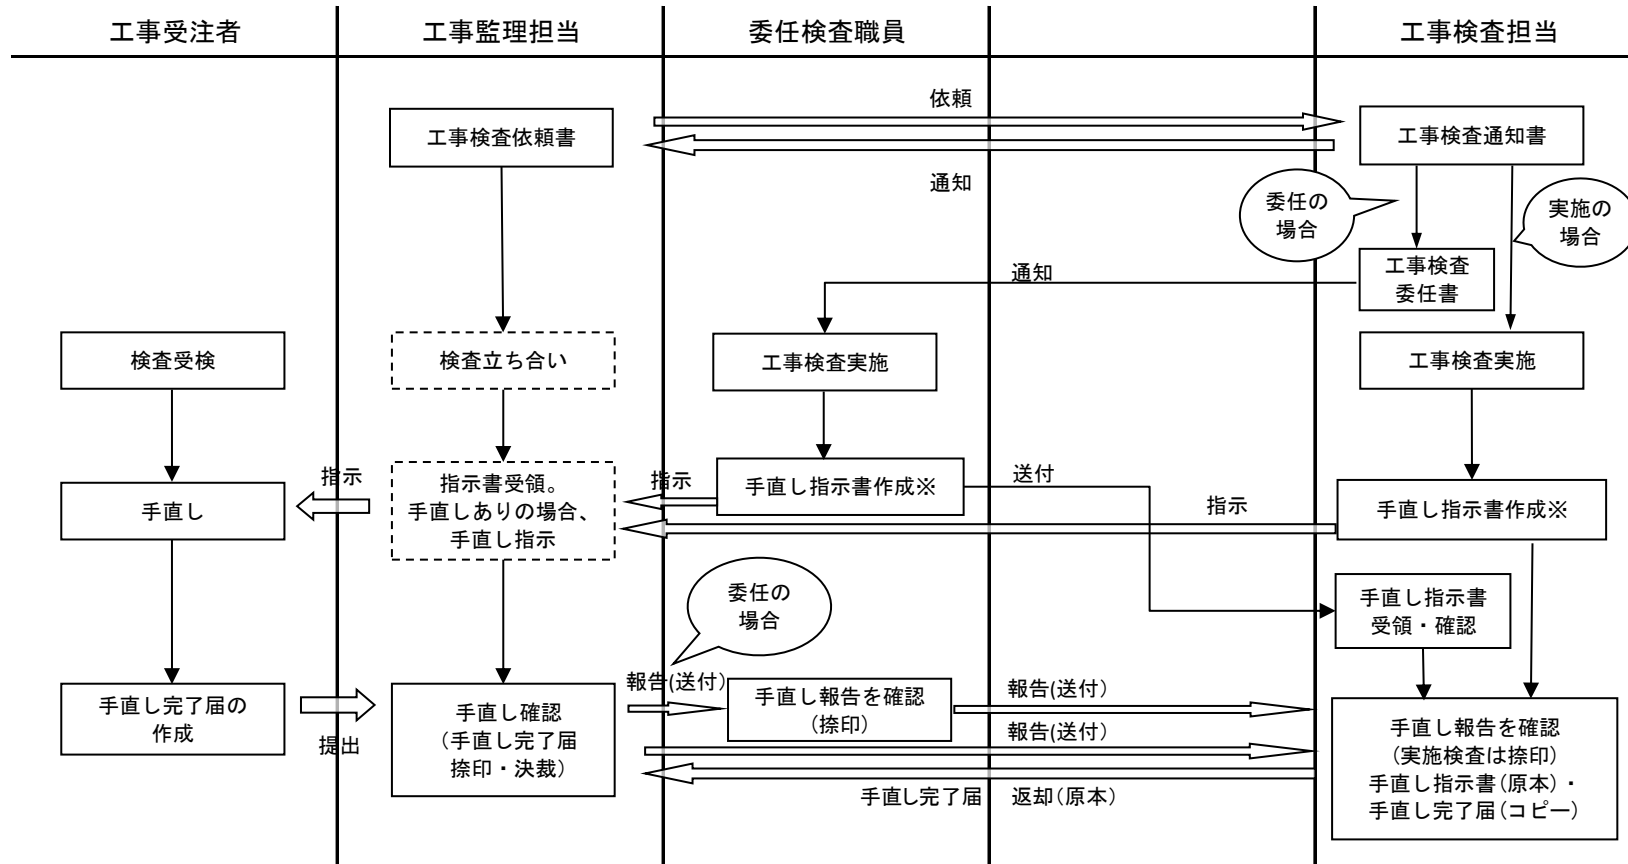 工事受注者
工事監理担当
委任検査職員
工事検査担当
依頼
工事検査依頼書
工事検査通知書
通知
委任の
場合
実施の
場合
工事検査
委任書
通知
検査受検
検査立ち合い
工事検査実施
工事検査実施
指示
指示書受領。
手直しありの場合、
手直し指示
指示
手直し指示書作成※
送付
指示
手直し指示書作成※
手直し
委任の
場合
手直し指示書
受領・確認
手直し完了届の
作成
提出
手直し確認
（手直し完了届
捺印・決裁）
報告(送付)
手直し報告を確認
（捺印）
報告(送付)
報告(送付)
手直し完了届 返却（原本）
手直し報告を確認
（実施検査は捺印）
手直し指示書（原本）・
手直し完了届（コピー）